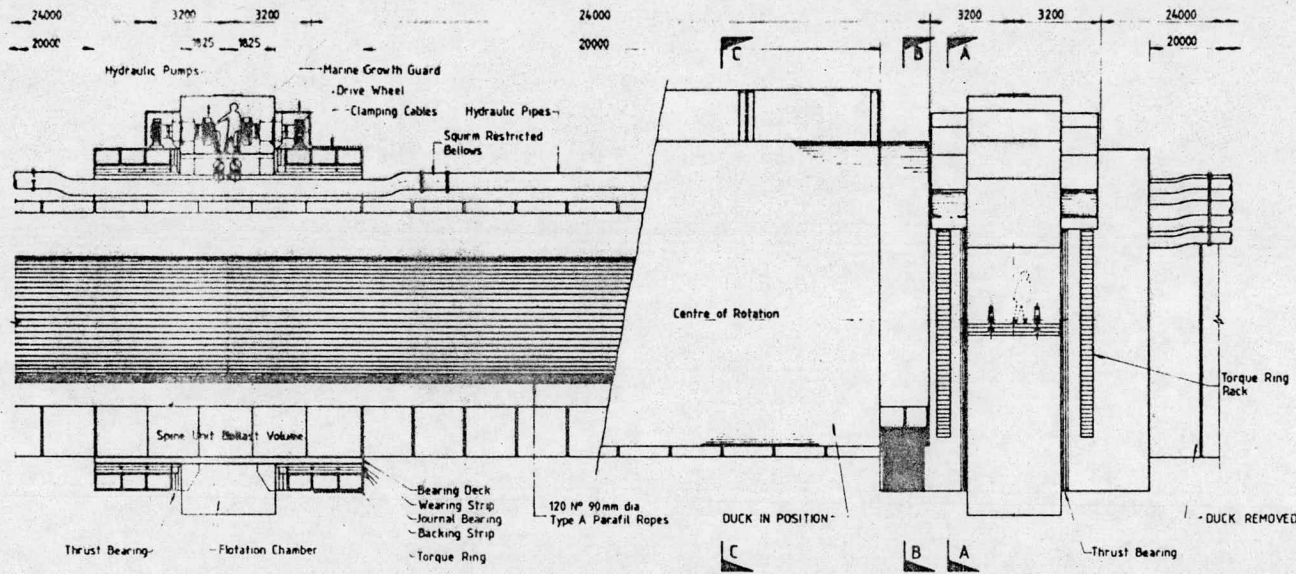 24000
3200
3200
24000
3200
3200
24000
20000
1825
1825
20000
C
B
A
20000
Hydraulic Pumps
Marine Growth Guard
Drive Wheel
Clamping Cables
Hydraulic Pipes
Squirm Restricted
Bellows
Centre of Rotation
Torque Ring
Rack
Spine Unit Ballast Volume
Bearing Deck
Wearing Strip
Journal Bearing
Backing Strip
Torque Ring
120 Nº 90mm dia
Type A Parafil Ropes
DUCK IN POSITION
DUCK REMOVED
Thrust Bearing
Flotation Chamber
C
B
A
Thrust Bearing